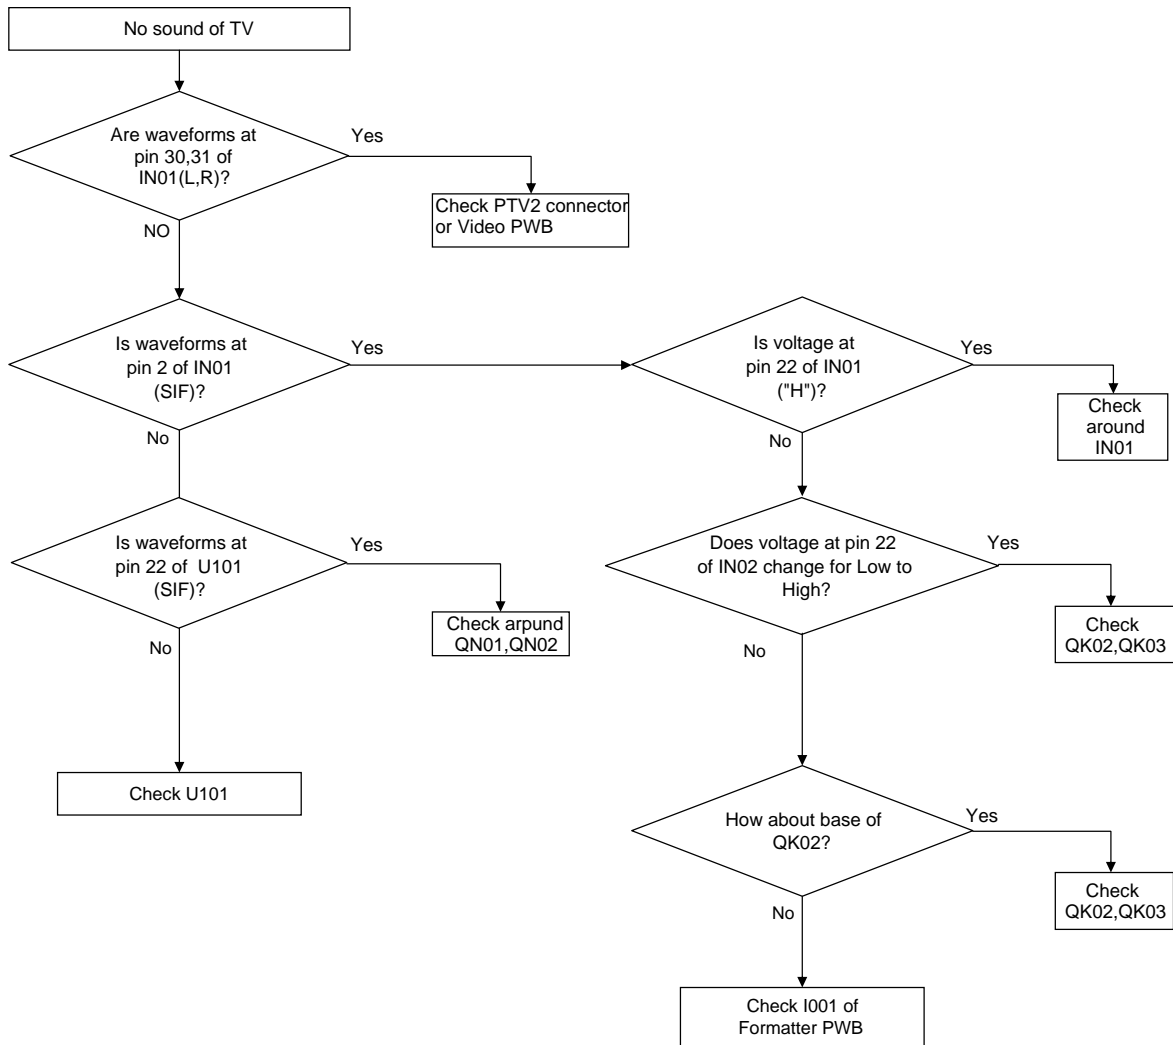 No sound of TV
Are waveforms at
pin 30,31 of
IN01(L,R)?
Yes
Check PTV2 connector
or Video PWB
NO
Is waveforms at
pin 2 of IN01
(SIF)?
Yes
Is voltage at
pin 22 of IN01
("H")?
Yes
Check
around
IN01
No
No
Is waveforms at
pin 22 of U101
(SIF)?
Yes
Check arpund
QN01,QN02
Does voltage at pin 22
of IN02 change for Low to
High?
Yes
Check
QK02,QK03
No
No
Check U101
How about base of
QK02?
Yes
Check
QK02,QK03
No
Check I001 of
Formatter PWB